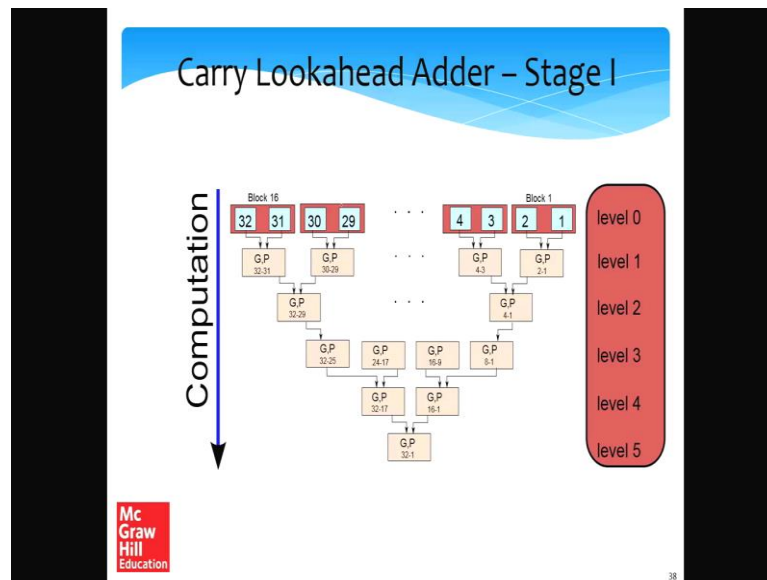 Carry Lookahead Adder – Stage I
Computation
Block 16
Block 1
32 31 30 29 . . . 4 3 2 1 level 0
G,P G,P . . . G,P G,P level 1
32-31 30-29 4-3 2-1
G,P . . . G,P level 2
32-29 4-1
G,P G,P G,P G,P level 3
32-25 24-17 16-9 8-1
G,P G,P level 4
32-17 16-1
G,P level 5
32-1
Mc
Graw
Hill
Education
38